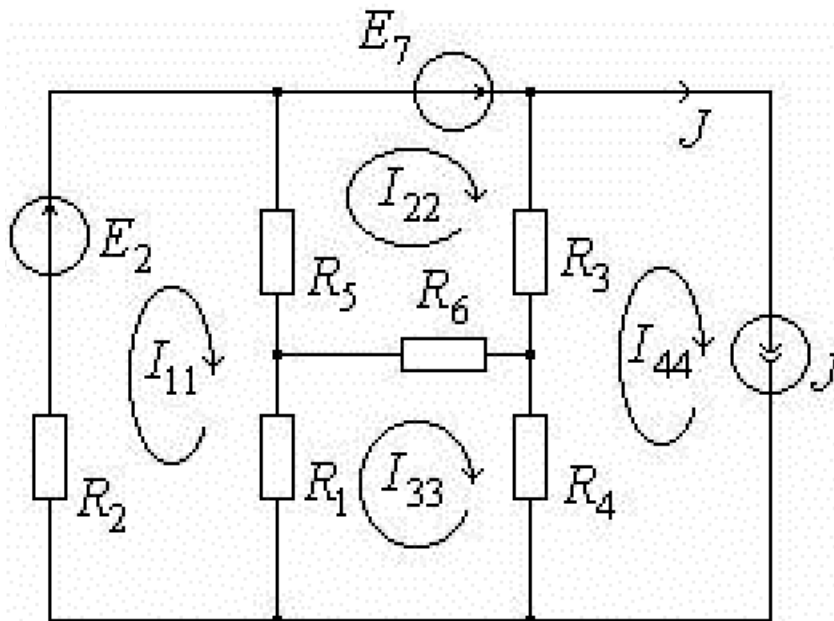 E₇
J
I₂₂
E₂
R₅
R₆
R₃
I₁₁
I₄₄
J
R₂
R₁
I₃₃
R₄